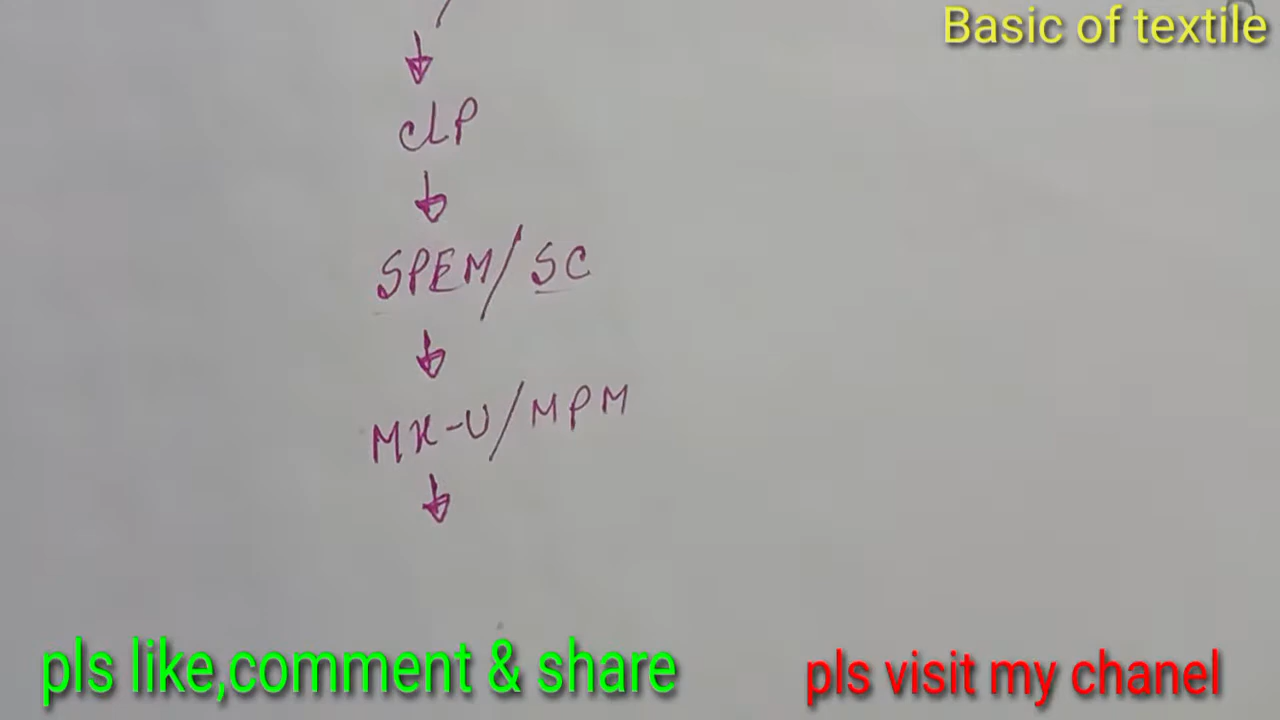 Basic of textile
CLP
SPEM/SC
MX-U/MPM
pls like,comment & share
pls visit my chanel